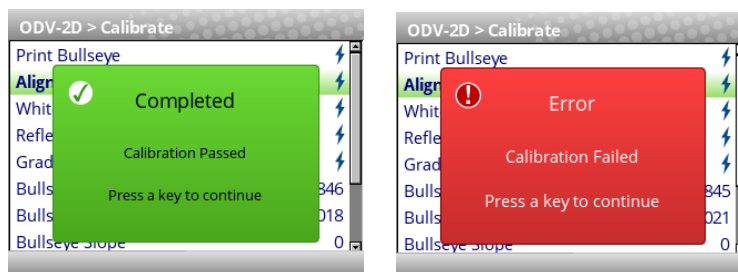 ODV-2D > Calibrate
Print Bullseye
Align
Whit
Refle
Grad
Bulls 846
Bulls 018
Bullseye Slope 0
Completed
Calibration Passed
Press a key to continue
ODV-2D > Calibrate
Print Bullseye
Align
Whit
Refle
Grad
Bulls 845
Bulls 021
Bullseye Slope 0
Error
Calibration Failed
Press a key to continue